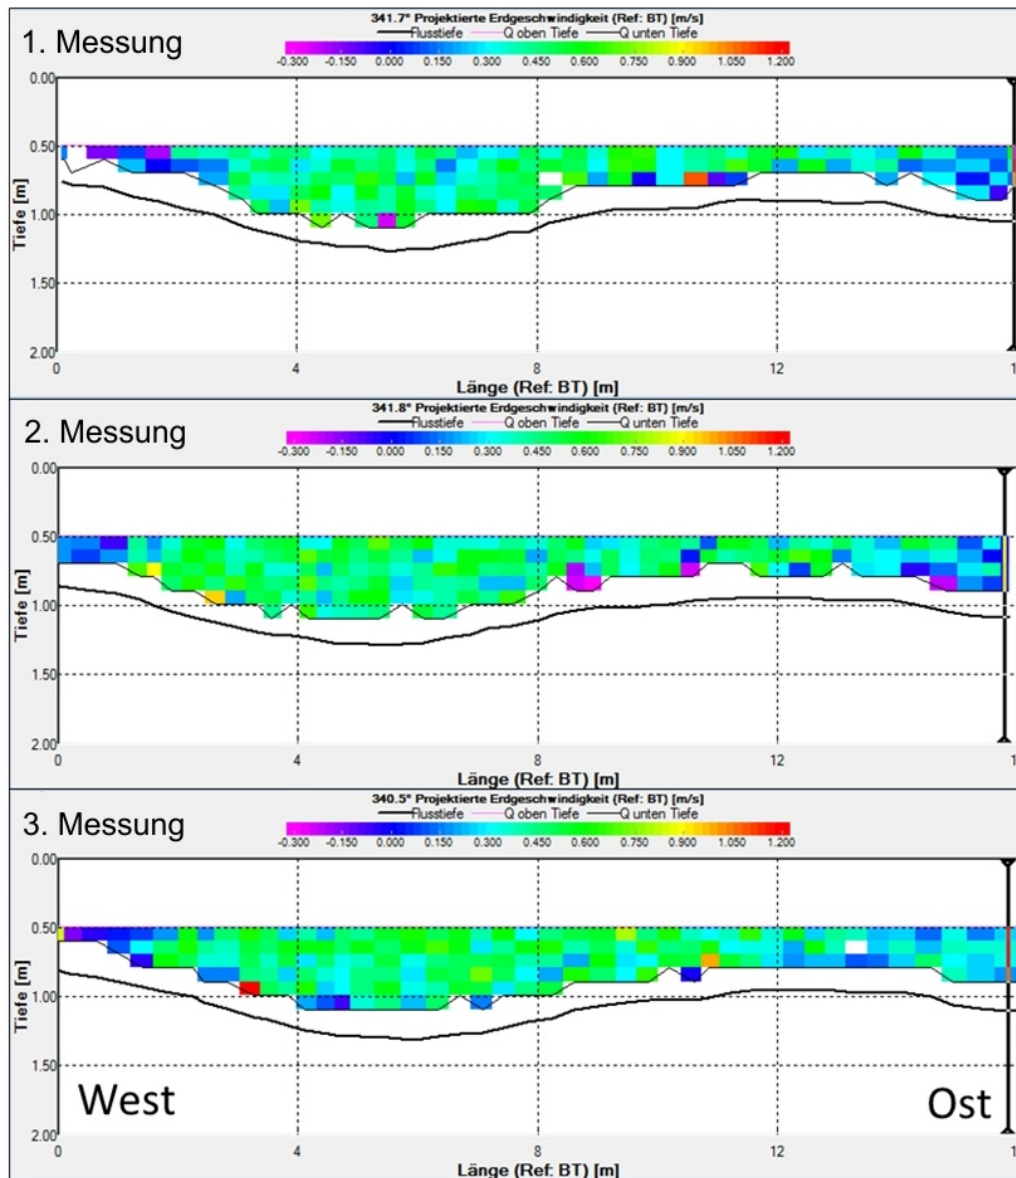 1. Messung
341.7° Projektierte Erdgeschwindigkeit (Ref: BT) [m/s]
Flusstiefe Q oben Tiefe Q unten Tiefe
-0.300 -0.150 0.000 0.150 0.300 0.450 0.600 0.750 0.900 1.050 1.200
0.00
0.50
1.00
1.50
2.00
Tiefe [m]
0 4 8 12 1
Länge (Ref: BT) [m]
2. Messung
341.8° Projektierte Erdgeschwindigkeit (Ref: BT) [m/s]
Flusstiefe Q oben Tiefe Q unten Tiefe
-0.300 -0.150 0.000 0.150 0.300 0.450 0.600 0.750 0.900 1.050 1.200
0.00
0.50
1.00
1.50
2.00
Tiefe [m]
0 4 8 12 1
Länge (Ref: BT) [m]
3. Messung
340.5° Projektierte Erdgeschwindigkeit (Ref: BT) [m/s]
Flusstiefe Q oben Tiefe Q unten Tiefe
-0.300 -0.150 0.000 0.150 0.300 0.450 0.600 0.750 0.900 1.050 1.200
0.00
0.50
1.00
1.50
2.00
Tiefe [m]
West Ost
0 4 8 12 1
Länge (Ref: BT) [m]